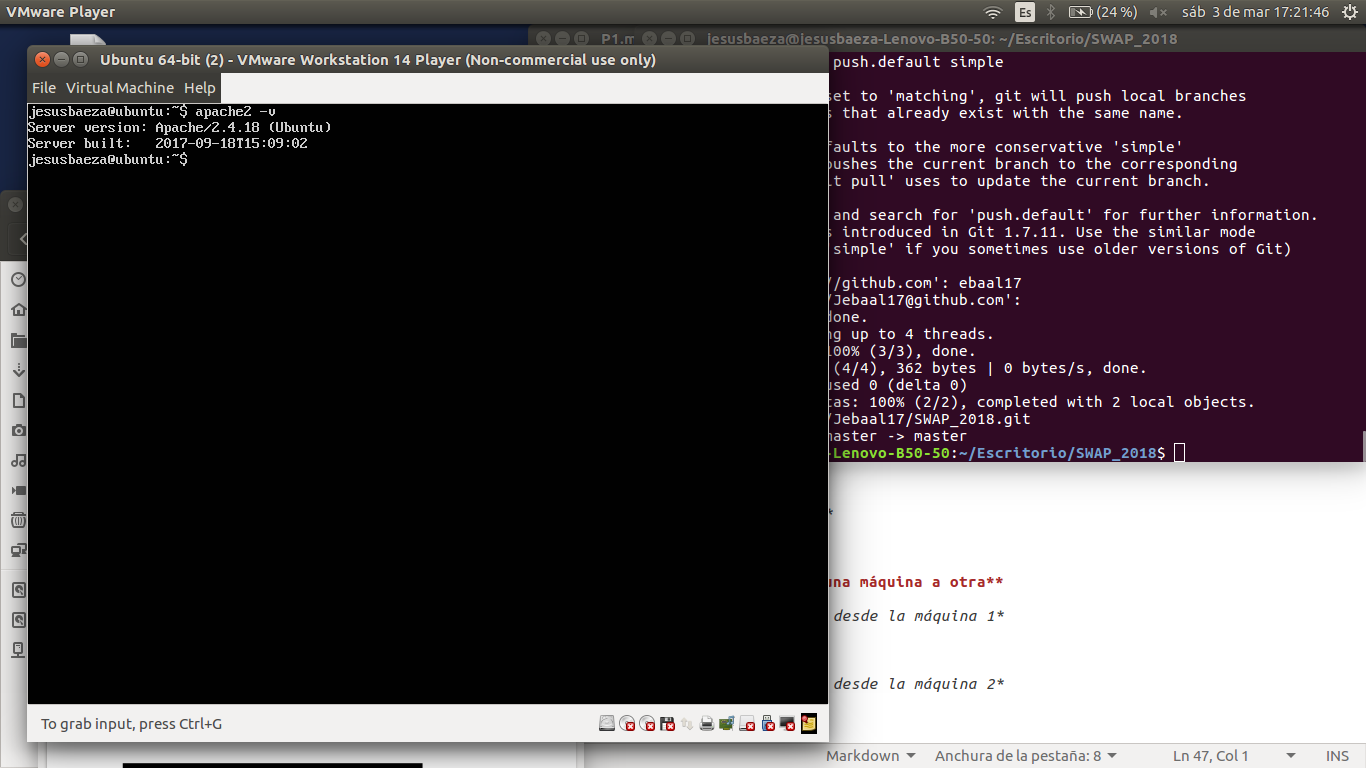 VMware Player
Es
(24 %)
sáb 3 de mar 17:21:46
P1.m
jesusbaeza@jesusbaeza-Lenovo-B50-50: ~/Escritorio/SWAP_2018
Ubuntu 64-bit (2) - VMware Workstation 14 Player (Non-commercial use only)
File Virtual Machine Help
jesusbaeza@ubuntu:~$ apache2 -v
Server version: Apache/2.4.18 (Ubuntu)
Server built:   2017-09-18T15:09:02
jesusbaeza@ubuntu:~$
To grab input, press Ctrl+G
push.default simple
set to 'matching', git will push local branches
s that already exist with the same name.
faults to the more conservative 'simple'
pushes the current branch to the corresponding
it pull' uses to update the current branch.
and search for 'push.default' for further information.
s introduced in Git 1.7.11. Use the similar mode
simple' if you sometimes use older versions of Git)
//github.com': ebaal17
/Jebaal17@github.com':
done.
ng up to 4 threads.
100% (3/3), done.
(4/4), 362 bytes | 0 bytes/s, done.
used 0 (delta 0)
tas: 100% (2/2), completed with 2 local objects.
/Jebaal17/SWAP_2018.git
master -> master
-Lenovo-B50-50:~/Escritorio/SWAP_2018$
*
una máquina a otra**
desde la máquina 1*
desde la máquina 2*
Markdown
Anchura de la pestaña: 8
Ln 47, Col 1
INS